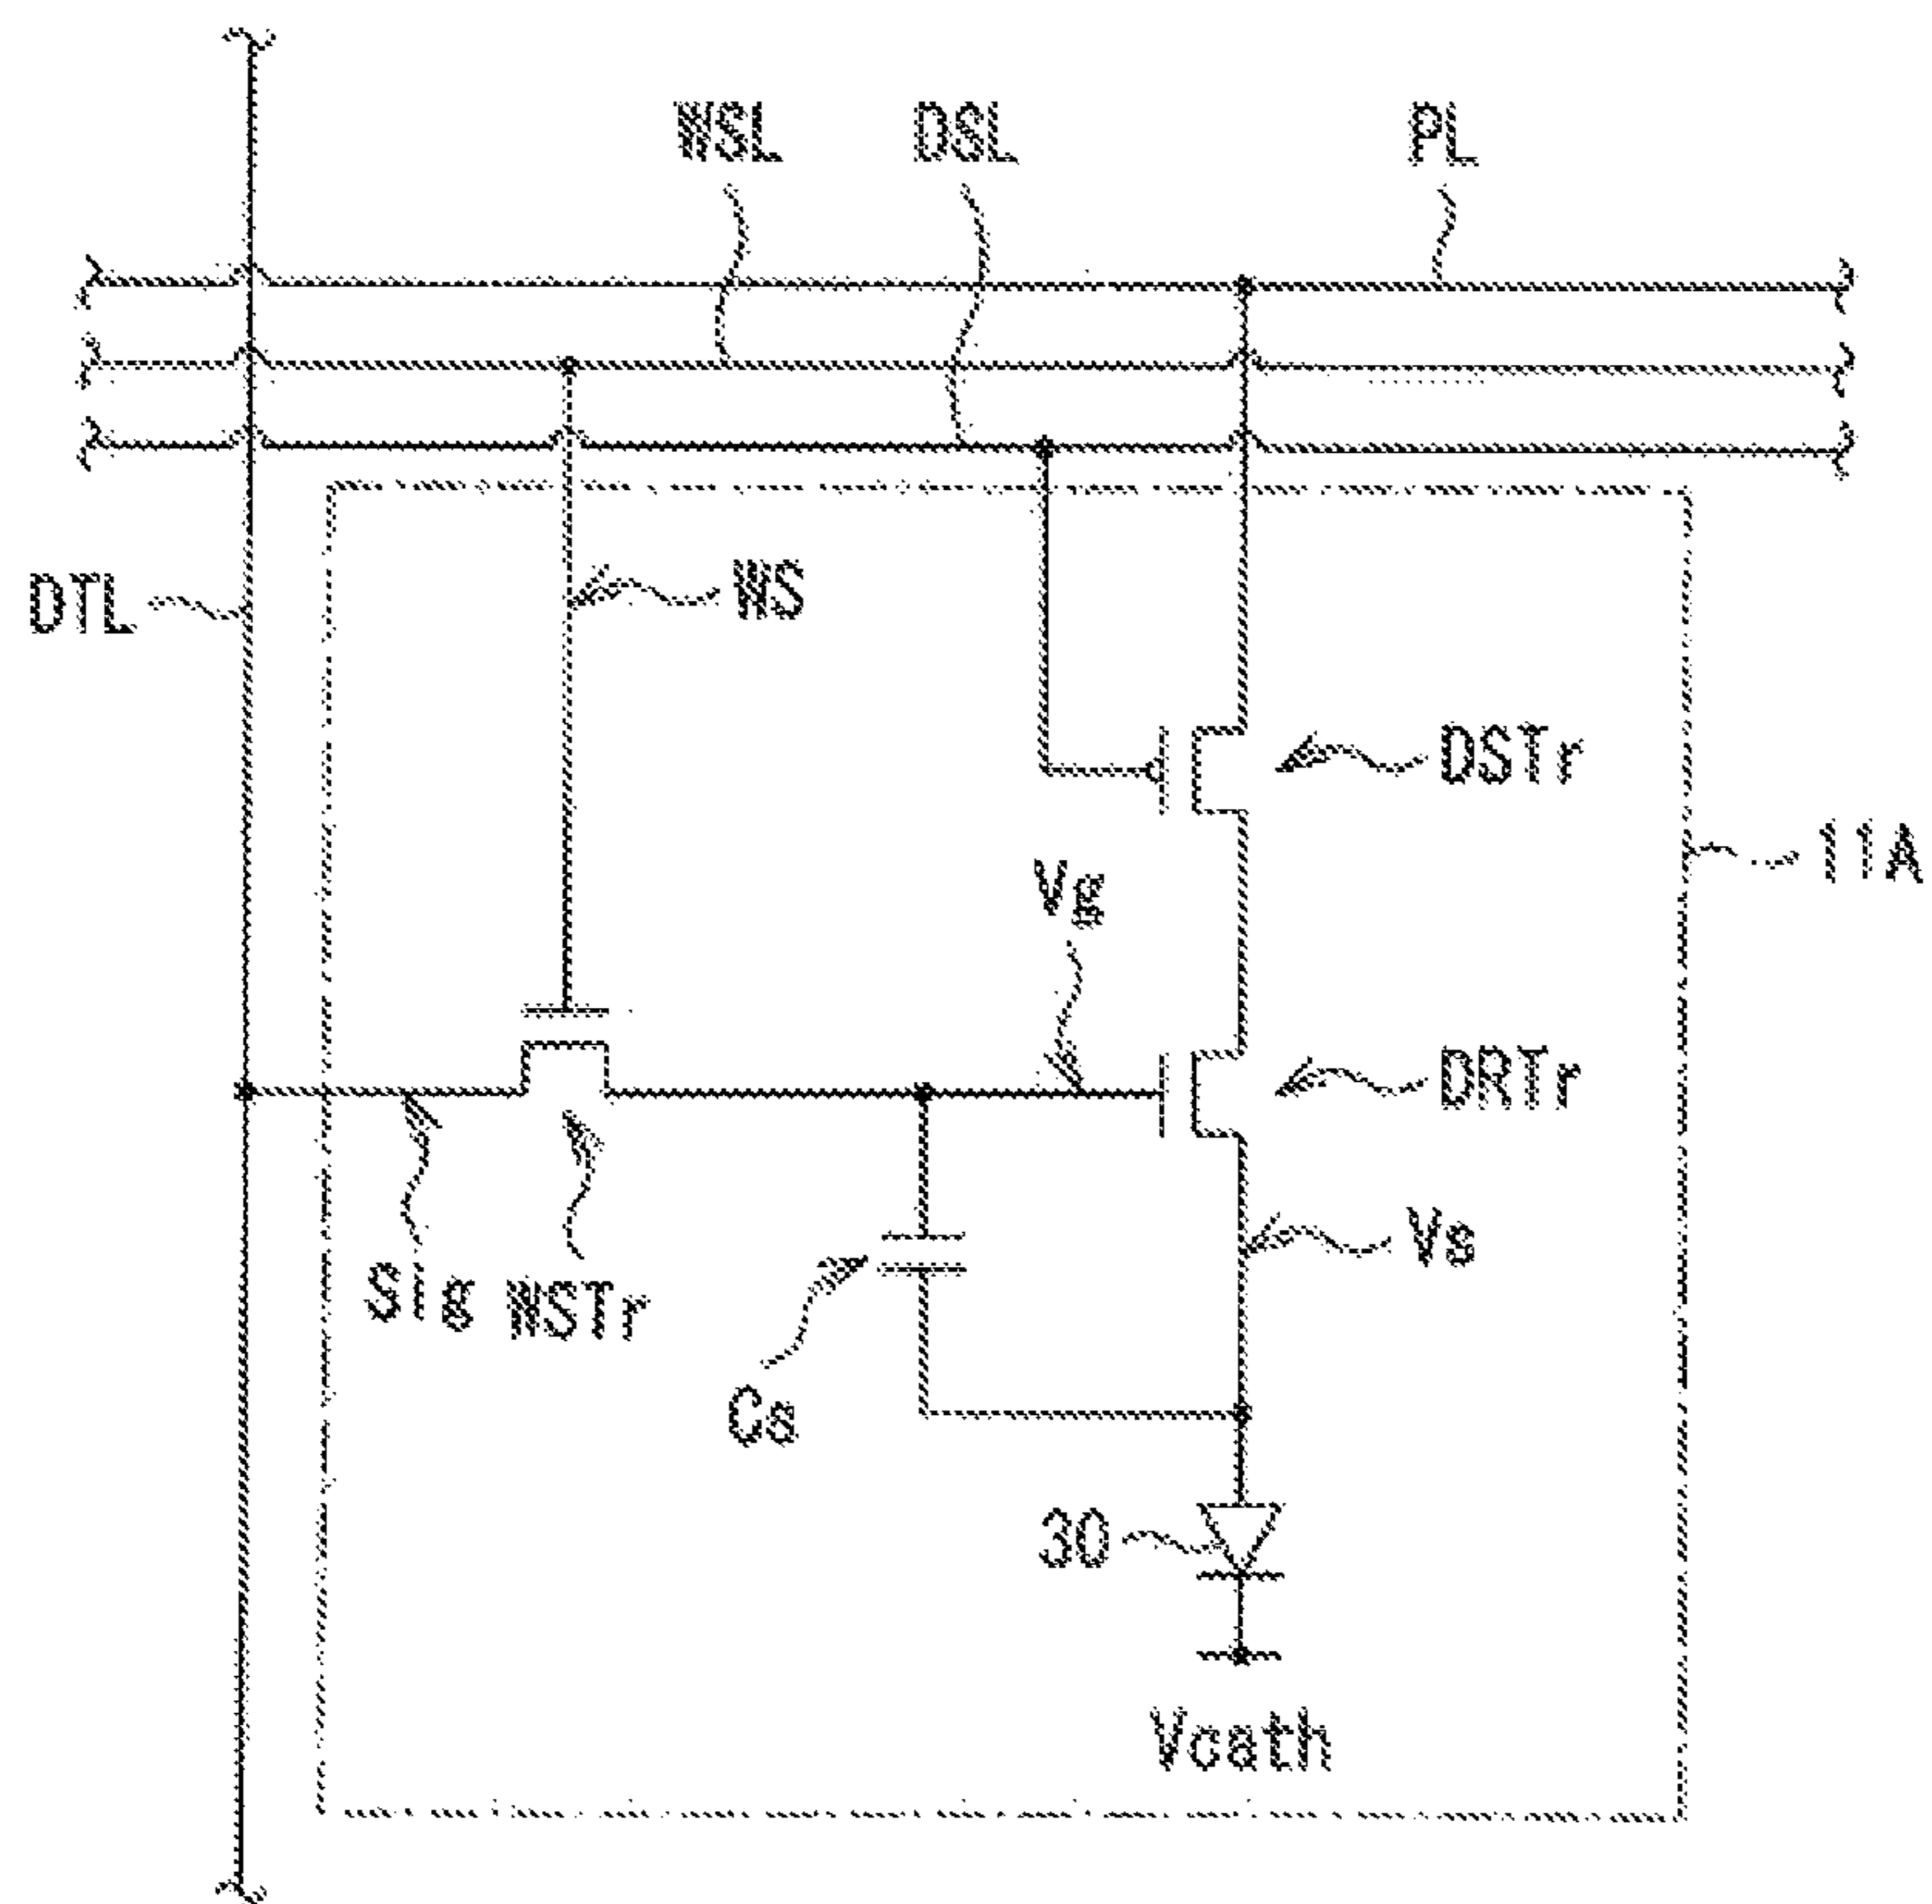 WSL DSL PL
DTL
WS
DSTr
11A
Vg
DRTr
Vs
Sig WSTr
Cs
30
Vcath